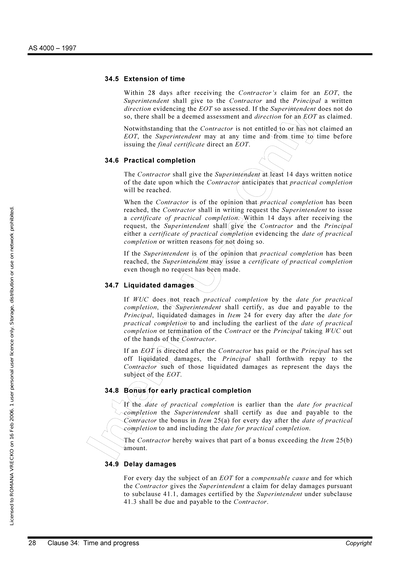 AS 4000 – 1997
34.5 Extension of time
Within 28 days after receiving the Contractor's claim for an EOT, the
Superintendent shall give to the Contractor and the Principal a written
direction evidencing the EOT so assessed. If the Superintendent does not do
so, there shall be a deemed assessment and direction for an EOT as claimed.
Notwithstanding that the Contractor is not entitled to or has not claimed an
EOT, the Superintendent may at any time and from time to time before
issuing the final certificate direct an EOT.
34.6 Practical completion
The Contractor shall give the Superintendent at least 14 days written notice
of the date upon which the Contractor anticipates that practical completion
will be reached.
When the Contractor is of the opinion that practical completion has been
reached, the Contractor shall in writing request the Superintendent to issue
a certificate of practical completion. Within 14 days after receiving the
request, the Superintendent shall give the Contractor and the Principal
either a certificate of practical completion evidencing the date of practical
completion or written reasons for not doing so.
If the Superintendent is of the opinion that practical completion has been
reached, the Superintendent may issue a certificate of practical completion
even though no request has been made.
34.7 Liquidated damages
If WUC does not reach practical completion by the date for practical
completion, the Superintendent shall certify, as due and payable to the
Principal, liquidated damages in Item 24 for every day after the date for
practical completion to and including the earliest of the date of practical
completion or termination of the Contract or the Principal taking WUC out
of the hands of the Contractor.
If an EOT is directed after the Contractor has paid or the Principal has set
off liquidated damages, the Principal shall forthwith repay to the
Contractor such of those liquidated damages as represent the days the
subject of the EOT.
34.8 Bonus for early practical completion
If the date of practical completion is earlier than the date for practical
completion the Superintendent shall certify as due and payable to the
Contractor the bonus in Item 25(a) for every day after the date of practical
completion to and including the date for practical completion.
The Contractor hereby waives that part of a bonus exceeding the Item 25(b)
amount.
34.9 Delay damages
For every day the subject of an EOT for a compensable cause and for which
the Contractor gives the Superintendent a claim for delay damages pursuant
to subclause 41.1, damages certified by the Superintendent under subclause
41.3 shall be due and payable to the Contractor.
28 Clause 34: Time and progress Copyright
Licensed to ROMANA VRECKO on 16 Feb 2006. 1 user personal user licence only. Storage, distribution or use on network prohibited.